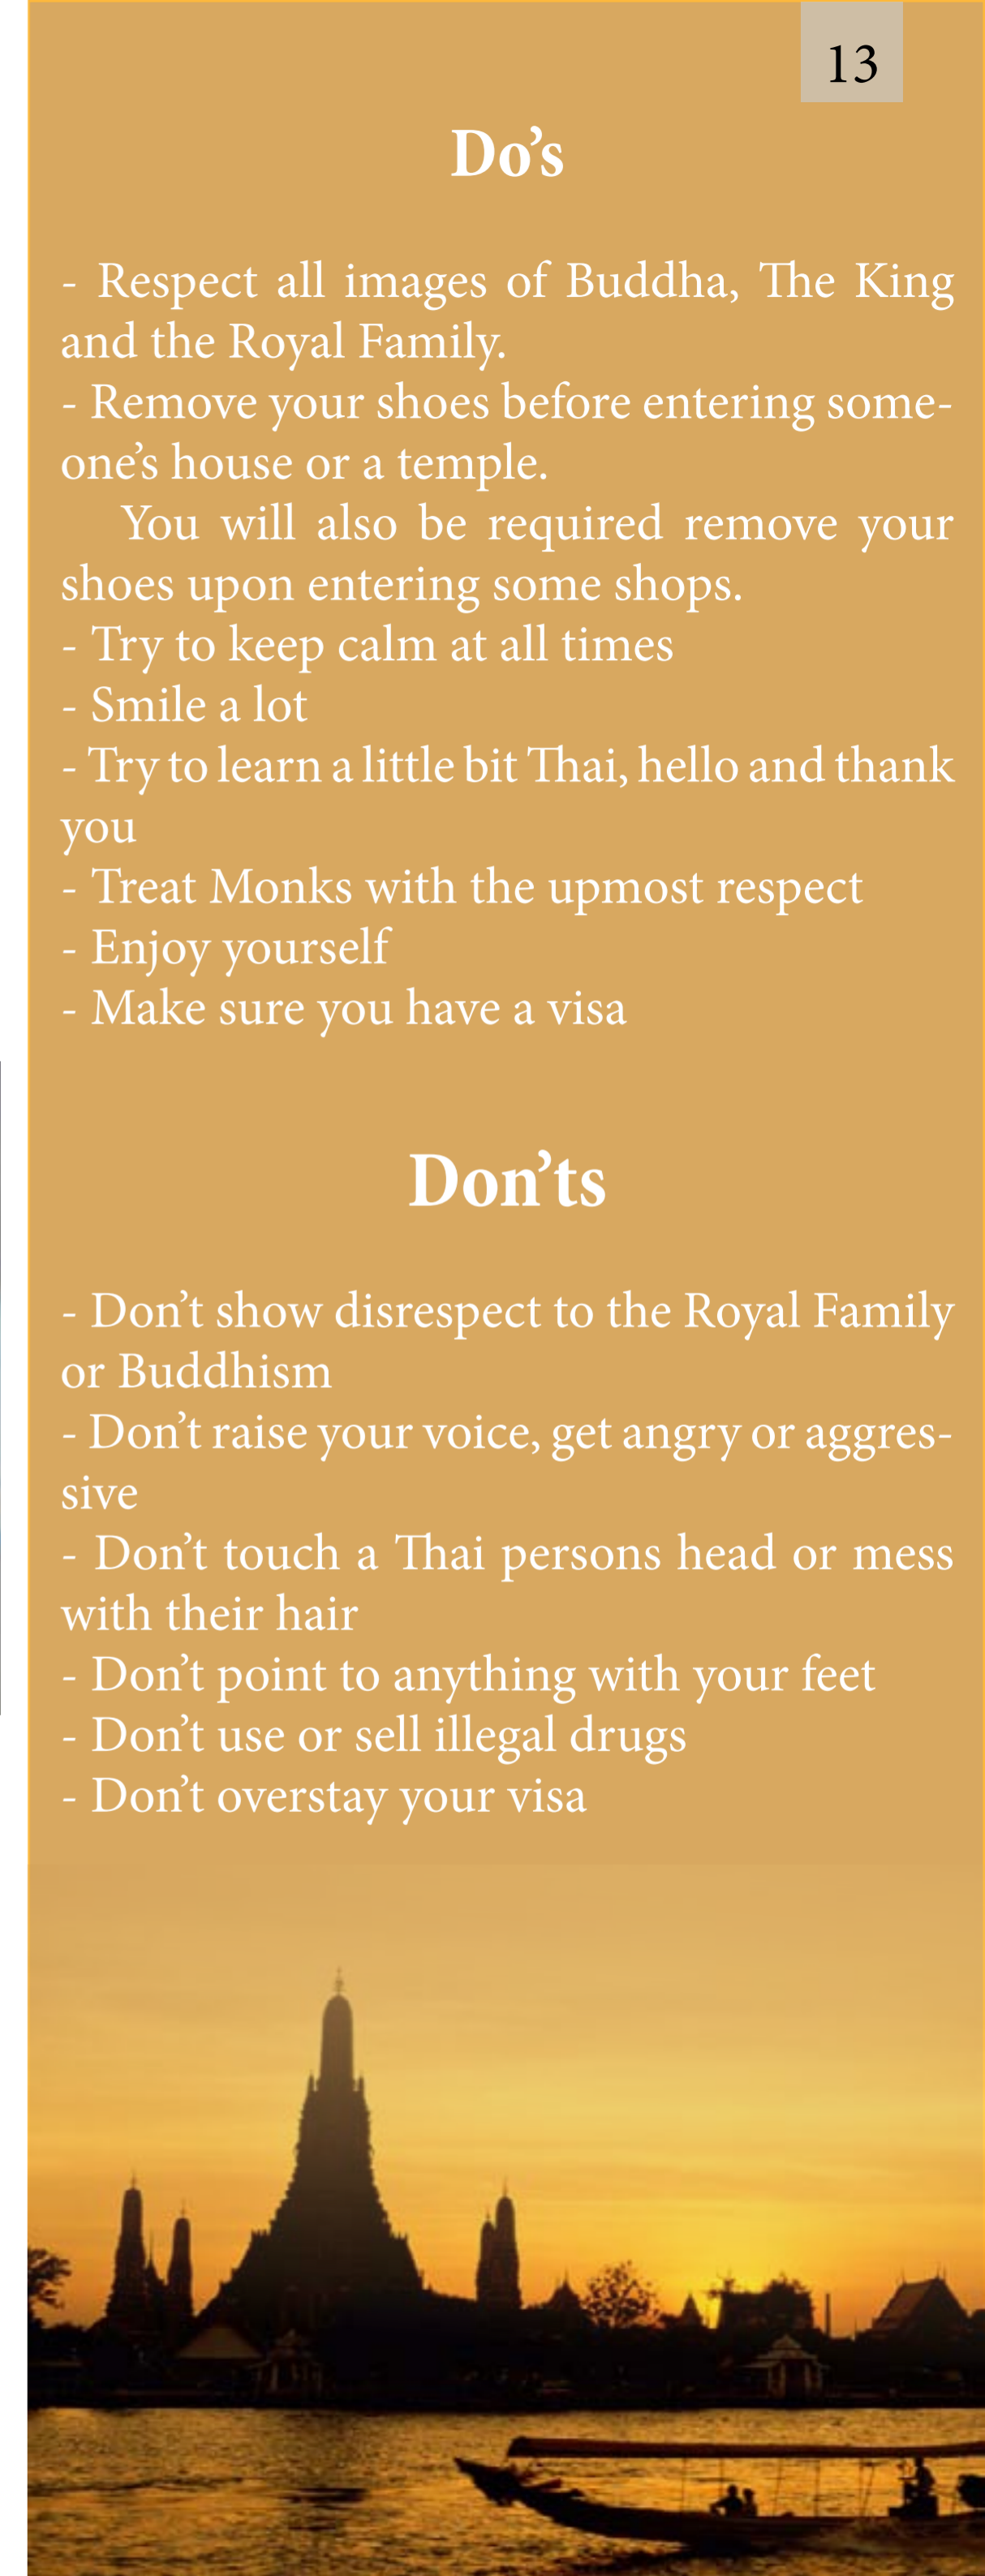 13
Do’s
- Respect all images of Buddha, The King
and the Royal Family.
- Remove your shoes before entering some-
one’s house or a temple.
You will also be required remove your
shoes upon entering some shops.
- Try to keep calm at all times
- Smile a lot
- Try to learn a little bit Thai, hello and thank
you
- Treat Monks with the upmost respect
- Enjoy yourself
- Make sure you have a visa
Don’ts
- Don’t show disrespect to the Royal Family
or Buddhism
- Don’t raise your voice, get angry or aggres-
sive
- Don’t touch a Thai persons head or mess
with their hair
- Don’t point to anything with your feet
- Don’t use or sell illegal drugs
- Don’t overstay your visa